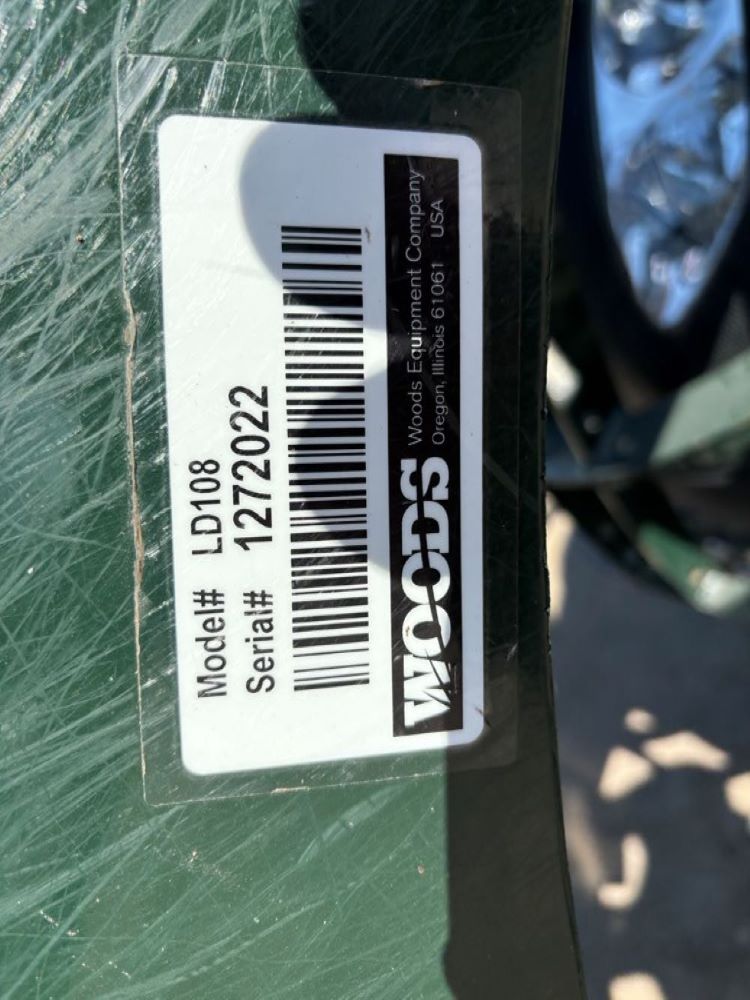 Model# LD108
Serial# 1272022
WOODS
Woods Equipment Company
Oregon, Illinois 61061 USA